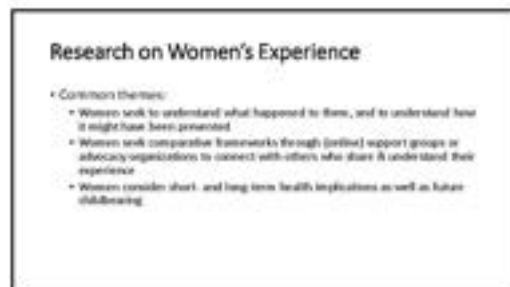 Research on Women's Experience
• Common themes:
• Women seek to understand what happened to them, and to understand how
it might have been prevented
• Women seek comparative frameworks through (online) support groups or
advocacy organizations to connect with others who share & understand their
experience
• Women consider short- and long-term health implications as well as future
childbearing